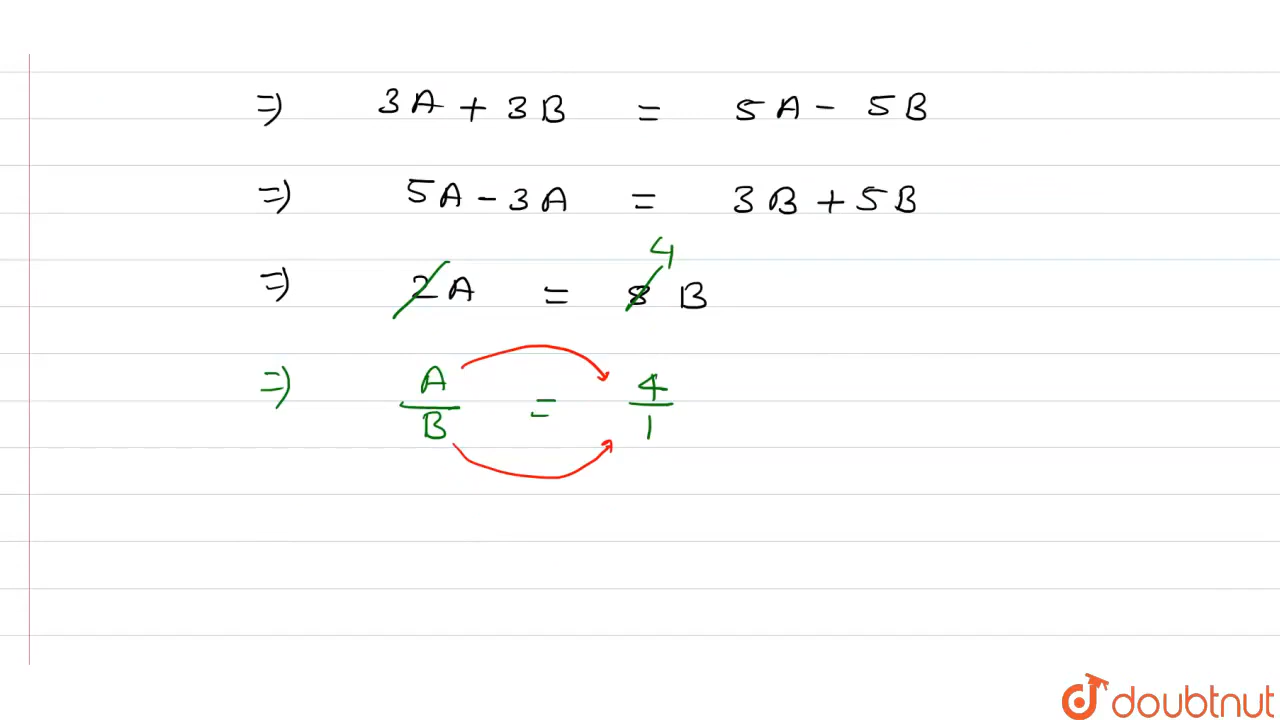 ⇒ 3A + 3B = 5A - 5B
⇒ 5A - 3A = 3B + 5B
4
⇒ 2A = 8 B
⇒ A/B = 4/1
doubtnut